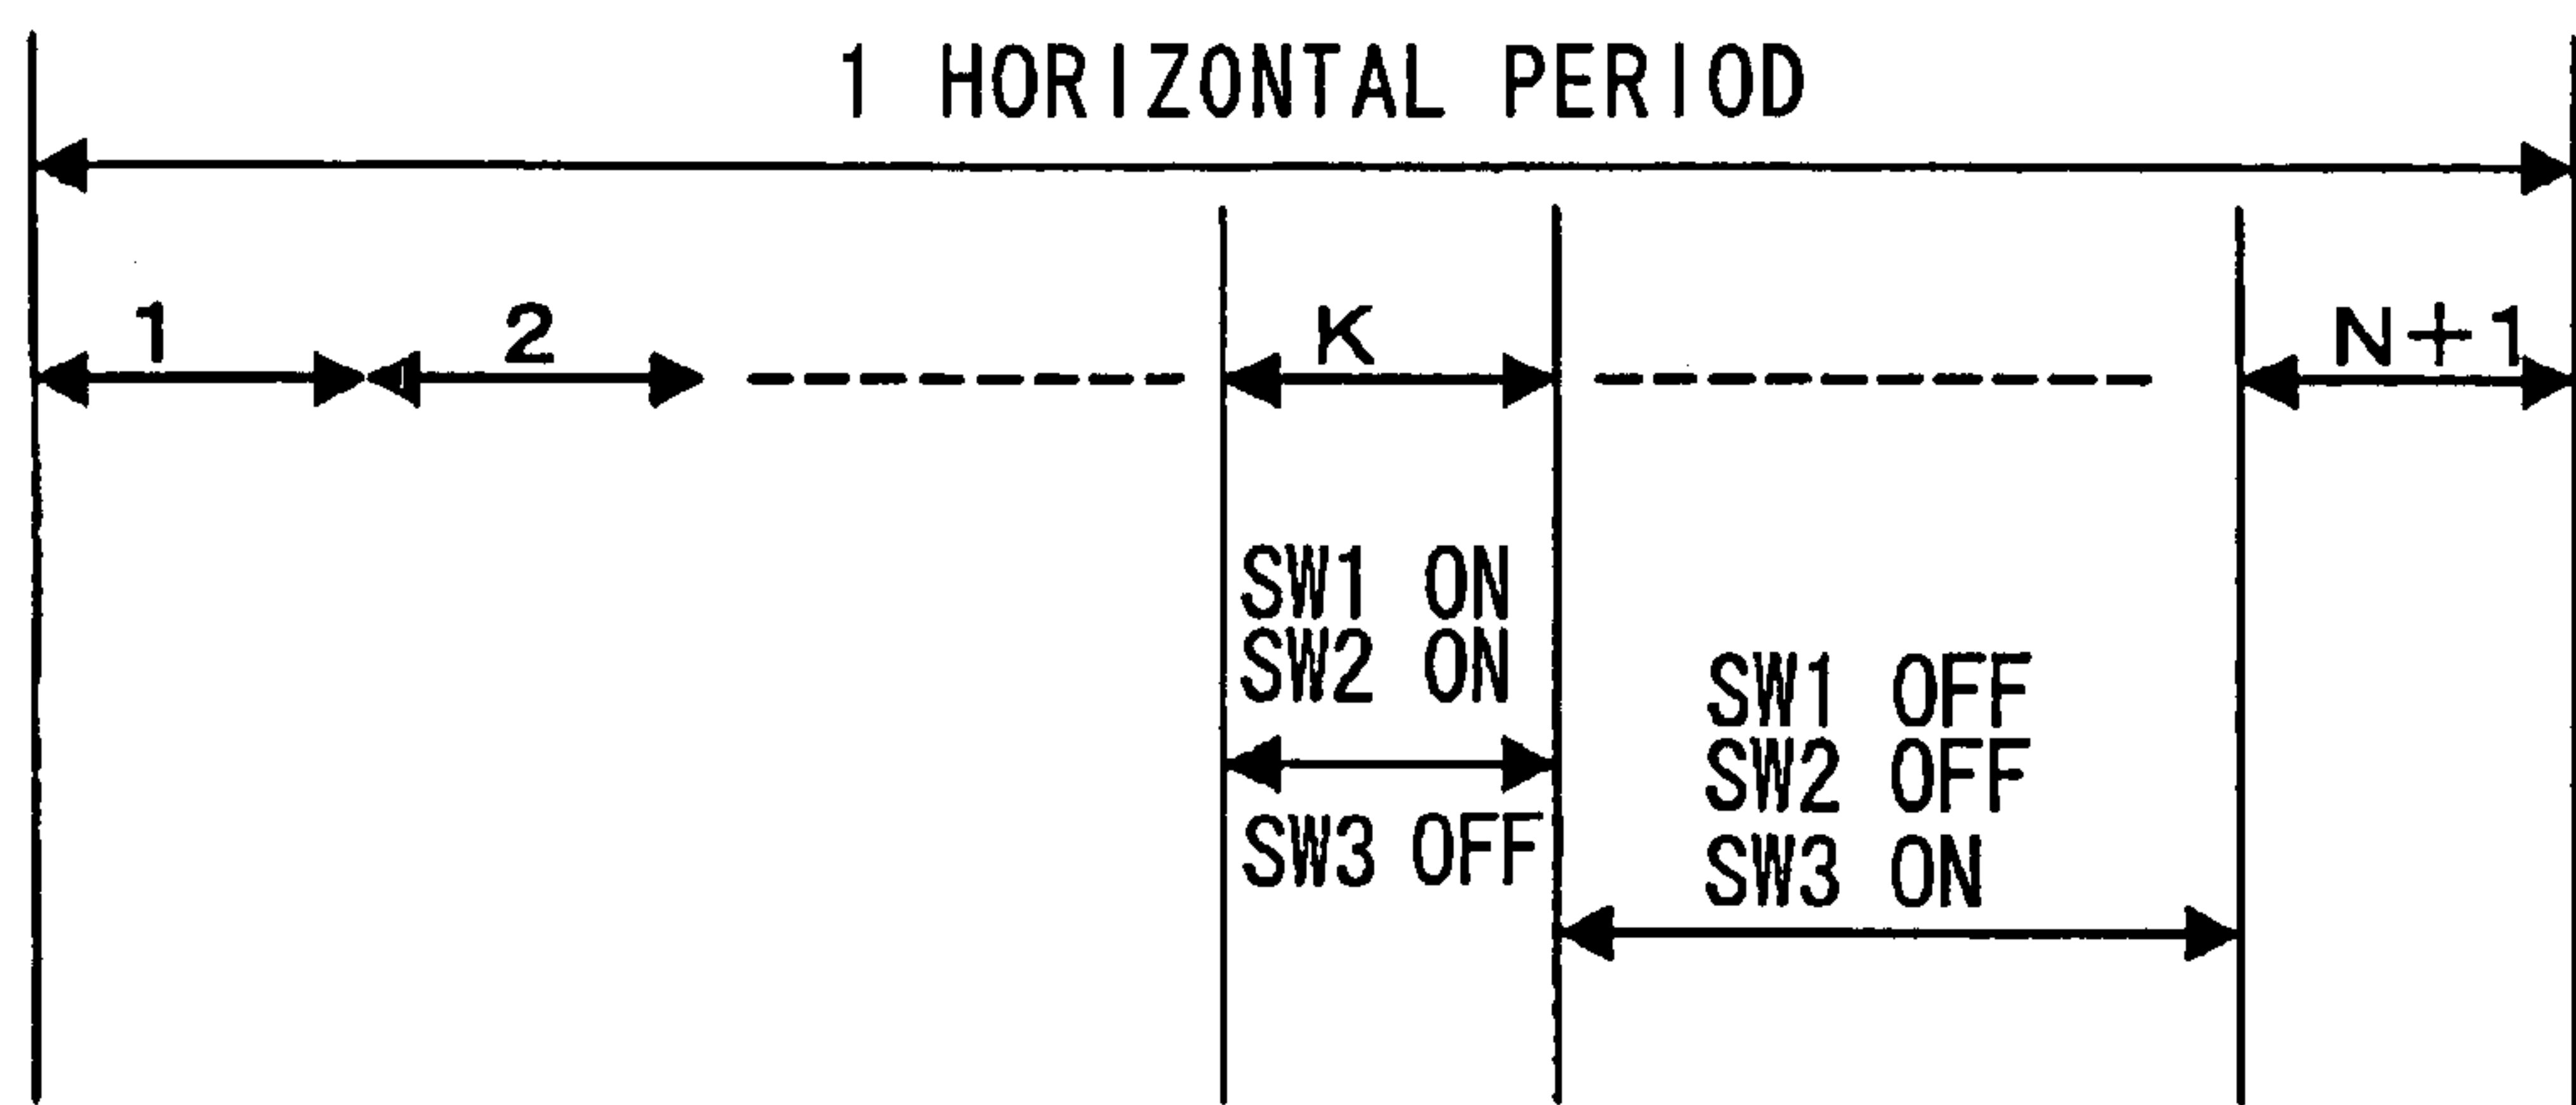 1 HORIZONTAL PERIOD
1 2 K N+1
SW1 ON
SW2 ON
SW3 OFF
SW1 OFF
SW2 OFF
SW3 ON